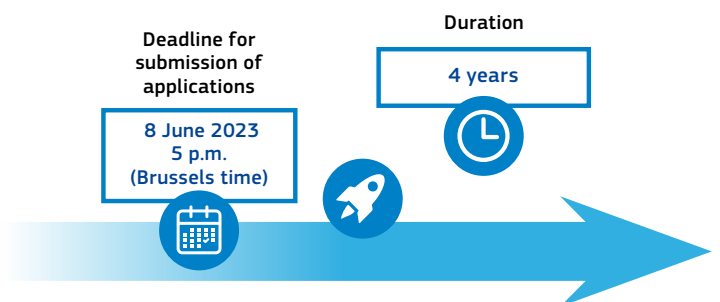 Deadline for
submission of
applications
8 June 2023
5 p.m.
(Brussels time)
Duration
4 years